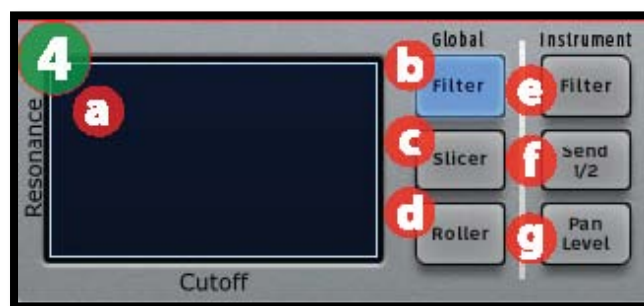 Global
Instrument
4
a
Resonance
Cutoff
b
Filter
c
Slicer
d
Roller
e
Filter
f
Send
1/2
g
Pan
Level